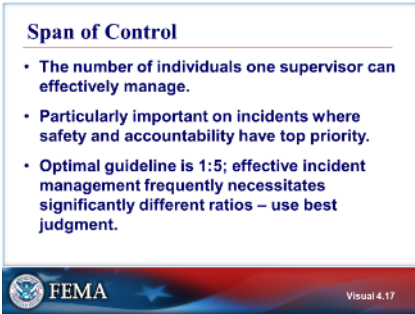 Span of Control
• The number of individuals one supervisor can
effectively manage.
• Particularly important on incidents where
safety and accountability have top priority.
• Optimal guideline is 1:5; effective incident
management frequently necessitates
significantly different ratios – use best
judgment.
FEMA
Visual 4.17